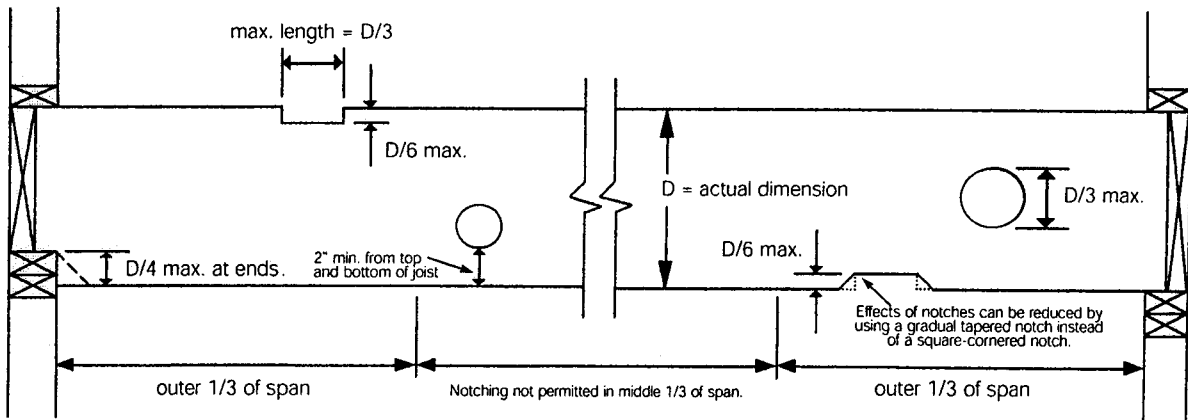 max. length = D/3
D/6 max.
D = actual dimension
D/3 max.
D/4 max. at ends.
2" min. from top
and bottom of joist
D/6 max.
Effects of notches can be reduced by
using a gradual tapered notch instead
of a square-cornered notch.
outer 1/3 of span
Notching not permitted in middle 1/3 of span.
outer 1/3 of span